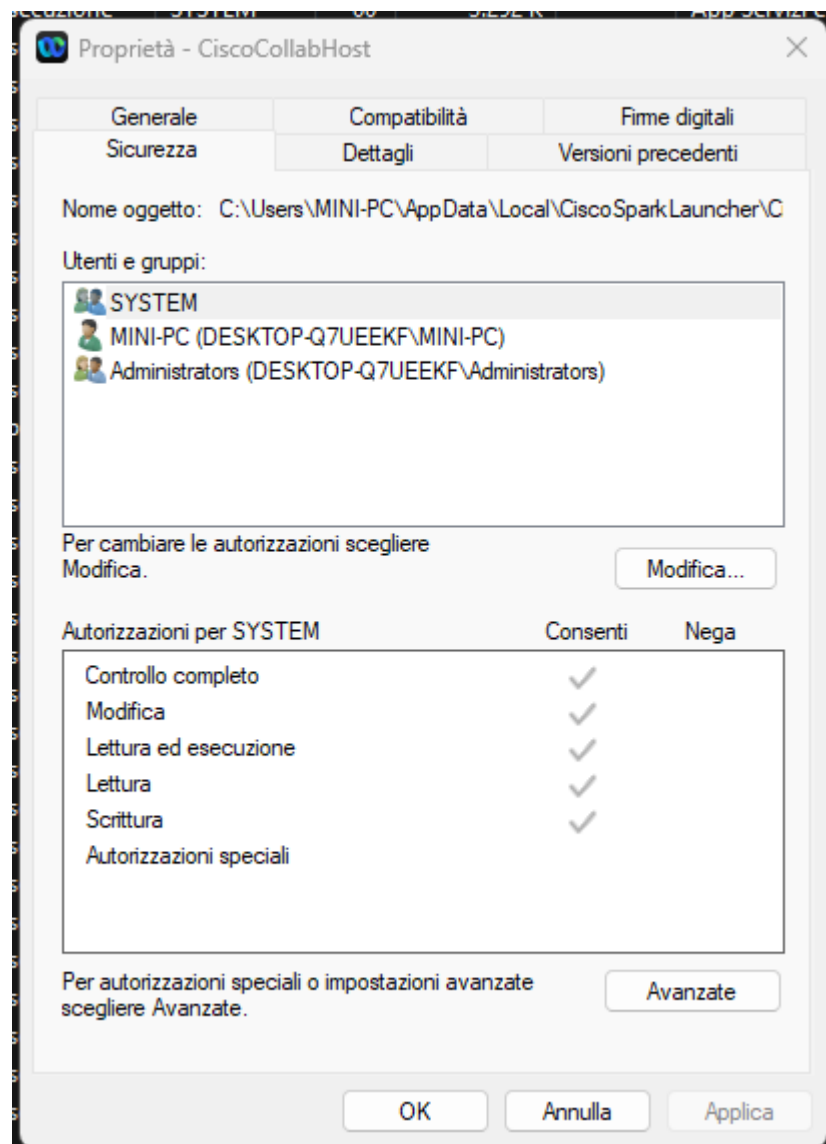 SYSTEM
Proprietà - CiscoCollabHost
Generale
Compatibilità
Firme digitali
Sicurezza
Dettagli
Versioni precedenti
Nome oggetto: C:\Users\MINI-PC\AppData\Local\CiscoSparkLauncher\C
Utenti e gruppi:
SYSTEM
MINI-PC (DESKTOP-Q7UEEKF\MINI-PC)
Administrators (DESKTOP-Q7UEEKF\Administrators)
Per cambiare le autorizzazioni scegliere
Modifica.
Modifica...
Autorizzazioni per SYSTEM Consenti Nega
Controllo completo
Modifica
Lettura ed esecuzione
Lettura
Scrittura
Autorizzazioni speciali
Per autorizzazioni speciali o impostazioni avanzate
scegliere Avanzate.
Avanzate
OK
Annulla
Applica